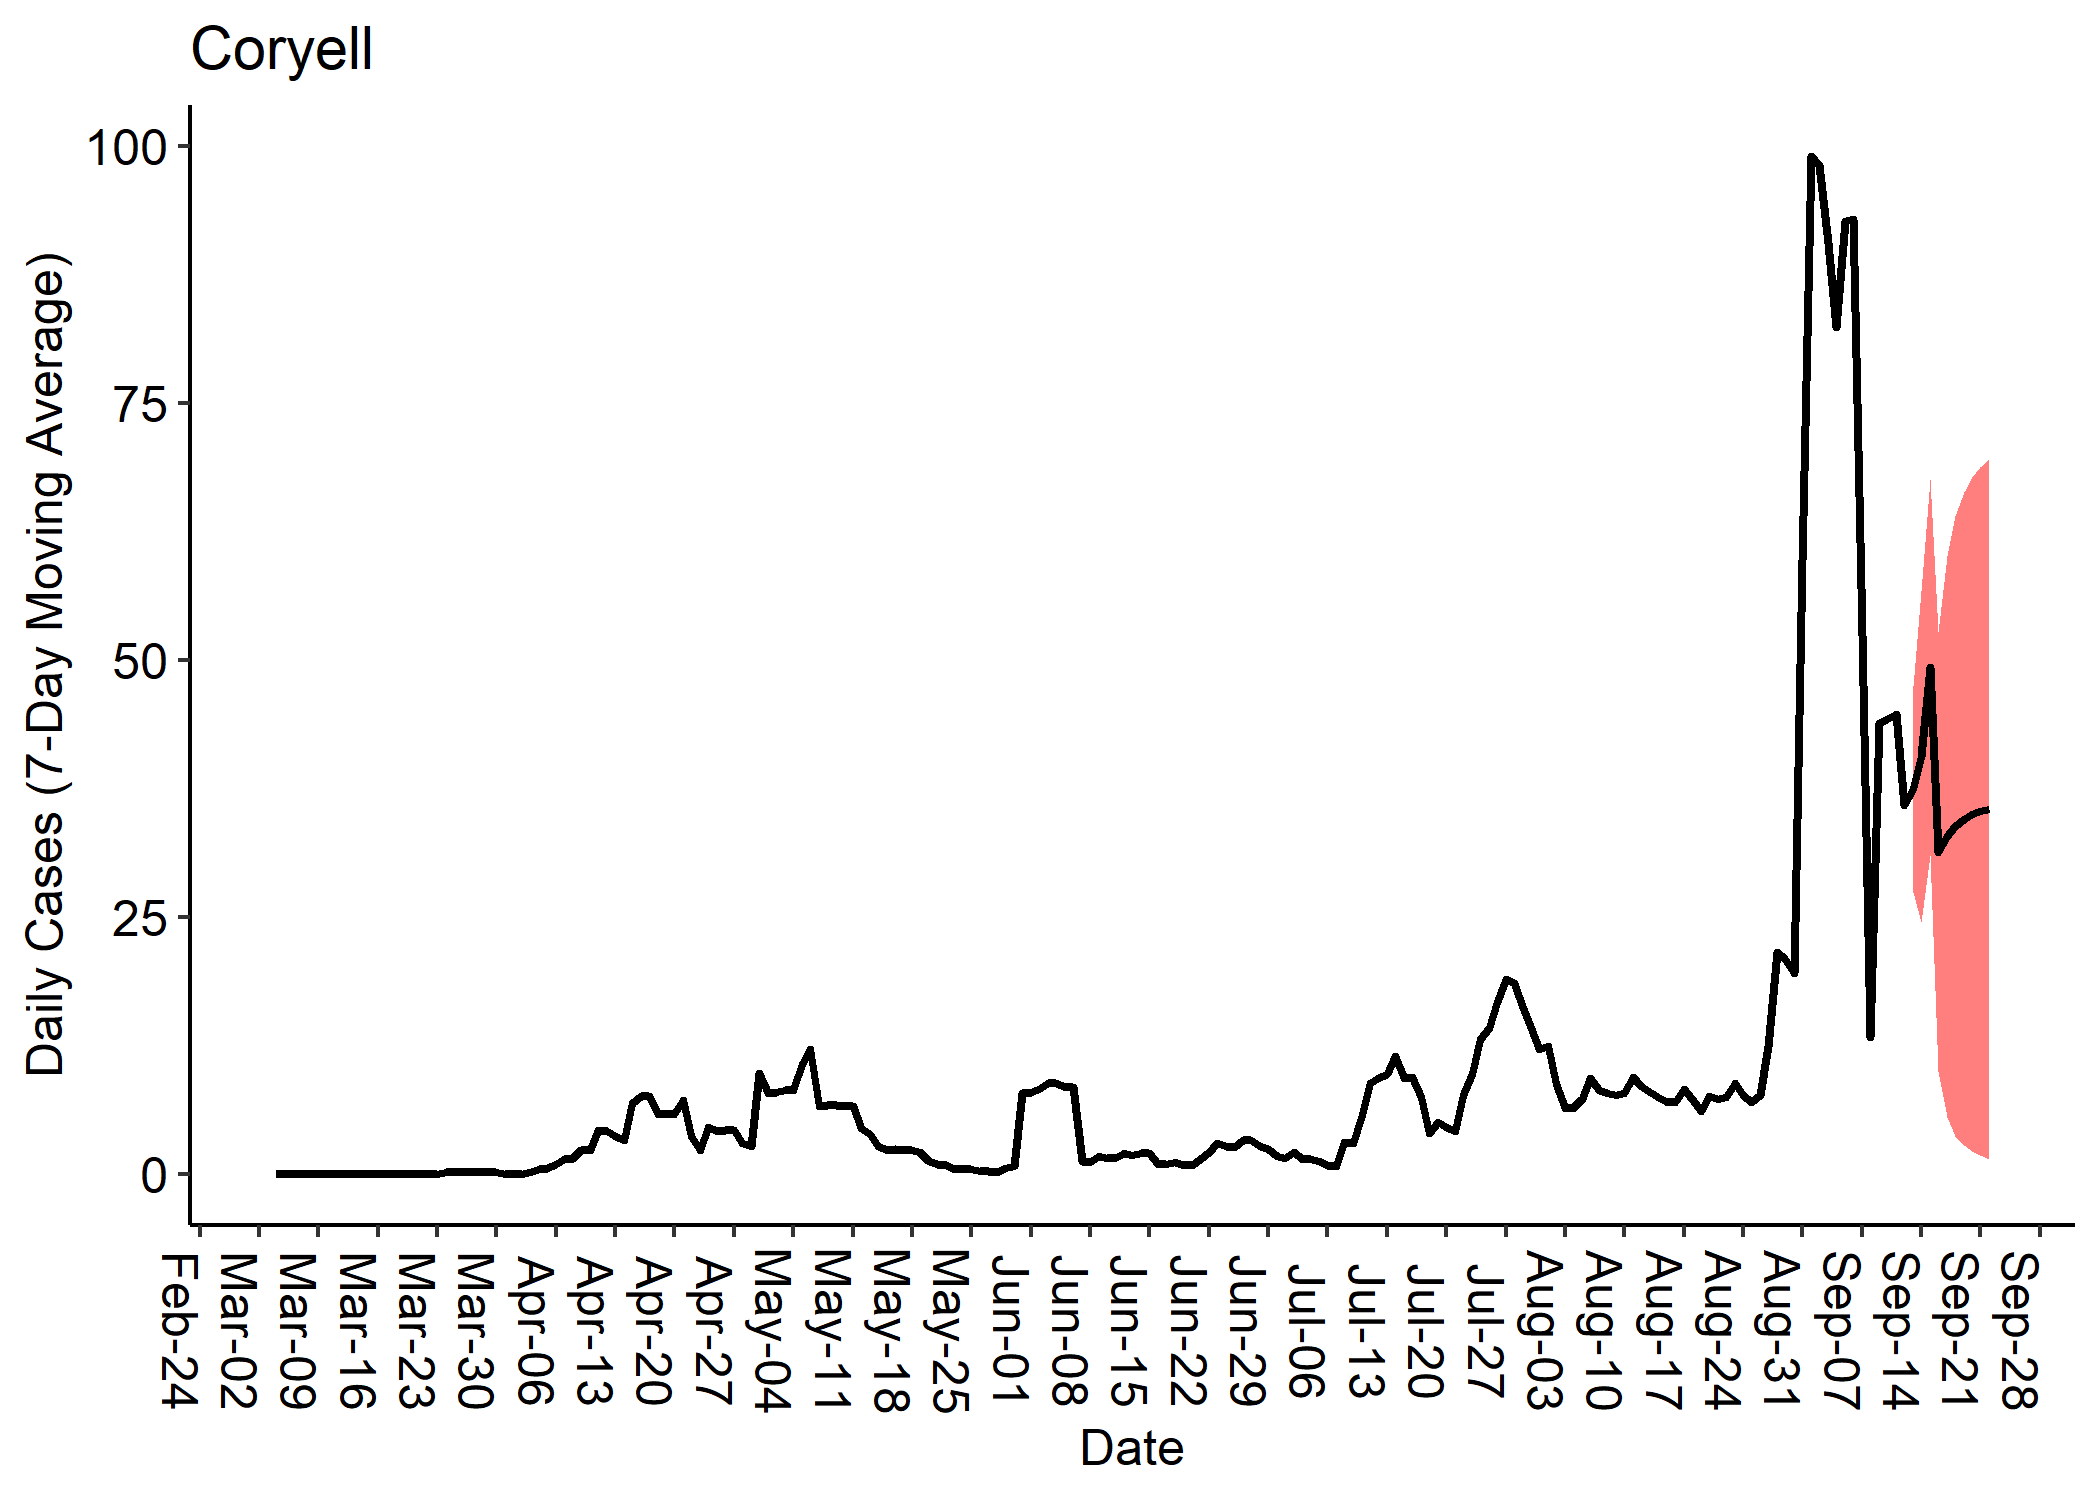 Coryell
Daily Cases (7-Day Moving Average)
100
75
50
25
0
Feb-24
Mar-02
Mar-09
Mar-16
Mar-23
Mar-30
Apr-06
Apr-13
Apr-20
Apr-27
May-04
May-11
May-18
May-25
Jun-01
Jun-08
Jun-15
Jun-22
Jun-29
Jul-06
Jul-13
Jul-20
Jul-27
Aug-03
Aug-10
Aug-17
Aug-24
Aug-31
Sep-07
Sep-14
Sep-21
Sep-28
Date